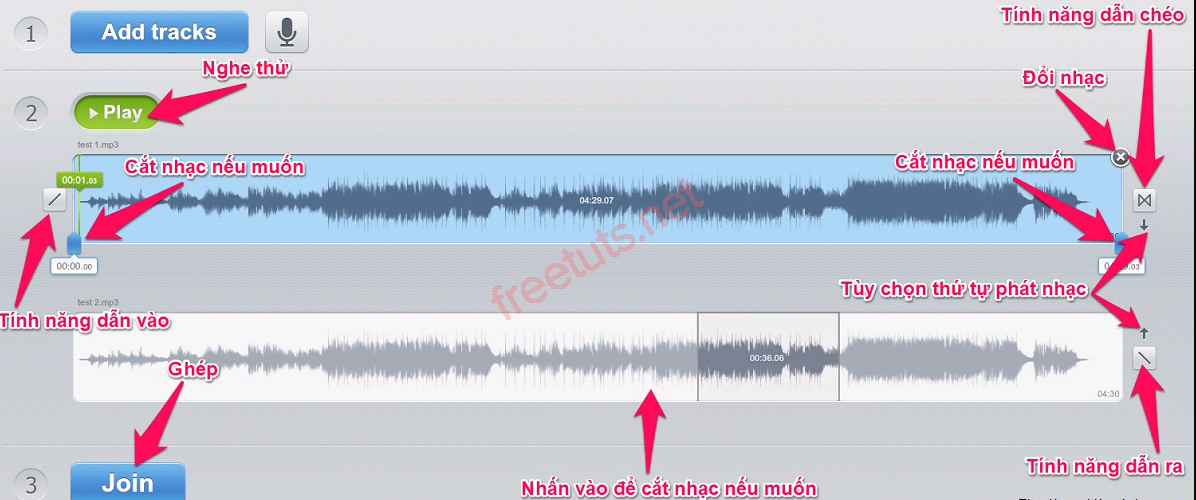 Tính năng dẫn chéo
1
Add tracks
Nghe thử
Đổi nhạc
2
Play
test 1.mp3
Cắt nhạc nếu muốn
Cắt nhạc nếu muốn
00:01.03
04:29.07
00:00.00
freetuts.net
Tùy chọn thứ tự phát nhạc
test 2.mp3
Tính năng dẫn vào
00:36.06
Ghép
04:30
Tính năng dẫn ra
3
Join
Nhấn vào để cắt nhạc nếu muốn